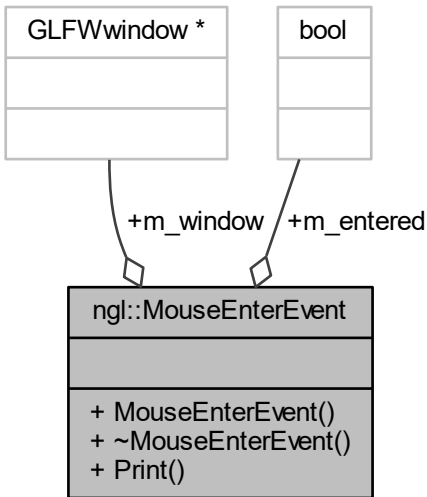 GLFWwindow *
bool
+m_window
+m_entered
ngl::MouseEnterEvent
+ MouseEnterEvent()
+ ~MouseEnterEvent()
+ Print()